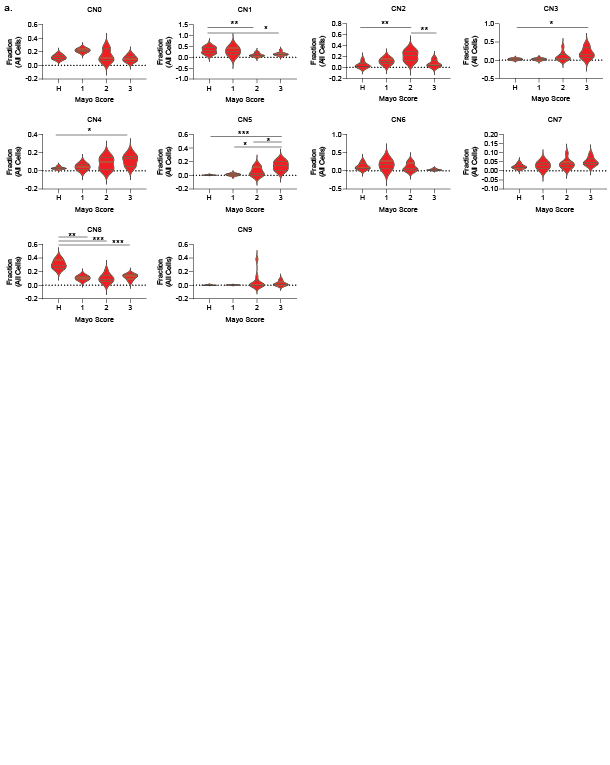 a.
CN0
Fraction
(All Cells)
0.6
0.4
0.2
0.0
-0.2
H 1 2 3
Mayo Score
CN1
Fraction
(All Cells)
1.5
1.0
0.5
0.0
-0.5
-1.0
**
*
H 1 2 3
Mayo Score
CN2
Fraction
(All Cells)
0.8
0.6
0.4
0.2
0.0
-0.2
**
**
H 1 2 3
Mayo Score
CN3
Fraction
(All Cells)
1.0
0.5
0.0
-0.5
*
H 1 2 3
Mayo Score
CN4
Fraction
(All Cells)
0.4
0.2
0.0
-0.2
*
H 1 2 3
Mayo Score
CN5
Fraction
(All Cells)
0.6
0.4
0.2
0.0
-0.2
***
*
*
H 1 2 3
Mayo Score
CN6
Fraction
(All Cells)
1.0
0.5
0.0
-0.5
H 1 2 3
Mayo Score
CN7
Fraction
(All Cells)
0.20
0.15
0.10
0.05
0.00
-0.05
-0.10
H 1 2 3
Mayo Score
CN8
Fraction
(All Cells)
0.6
0.4
0.2
0.0
-0.2
**
***
***
H 1 2 3
Mayo Score
CN9
Fraction
(All Cells)
0.6
0.4
0.2
0.0
-0.2
H 1 2 3
Mayo Score